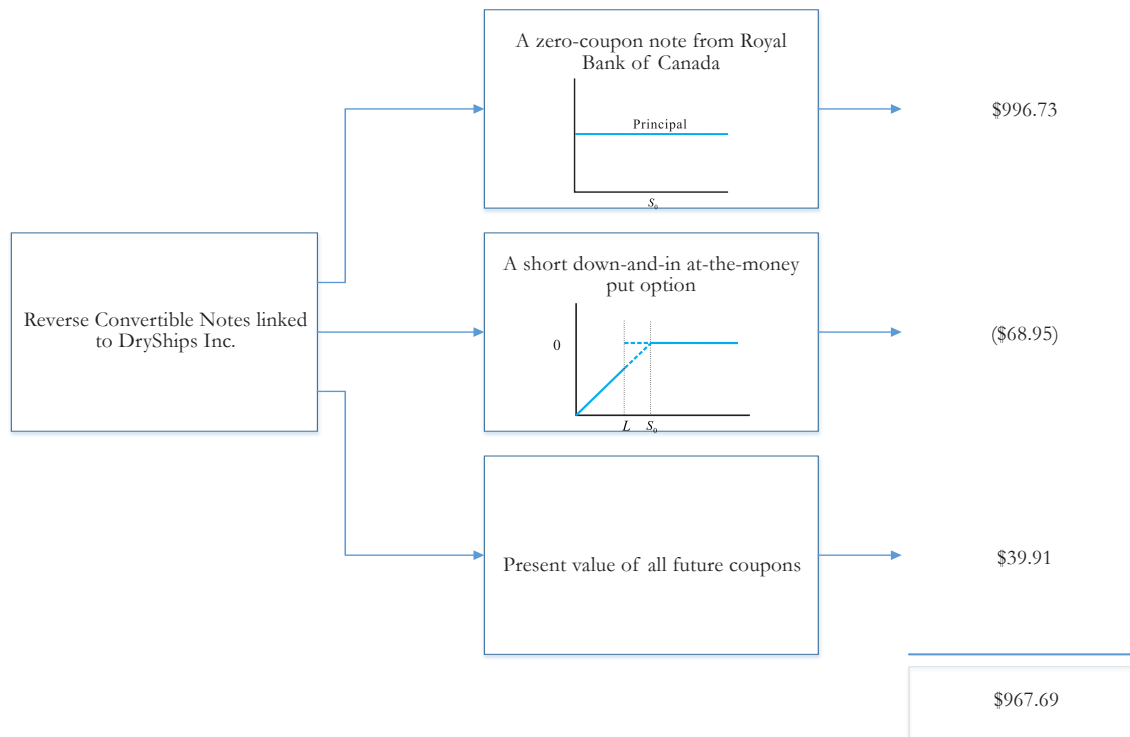 A zero-coupon note from Royal
Bank of Canada
Principal
S₀
$996.73
Reverse Convertible Notes linked
to DryShips Inc.
A short down-and-in at-the-money
put option
0
L S₀
($68.95)
Present value of all future coupons
$39.91
$967.69